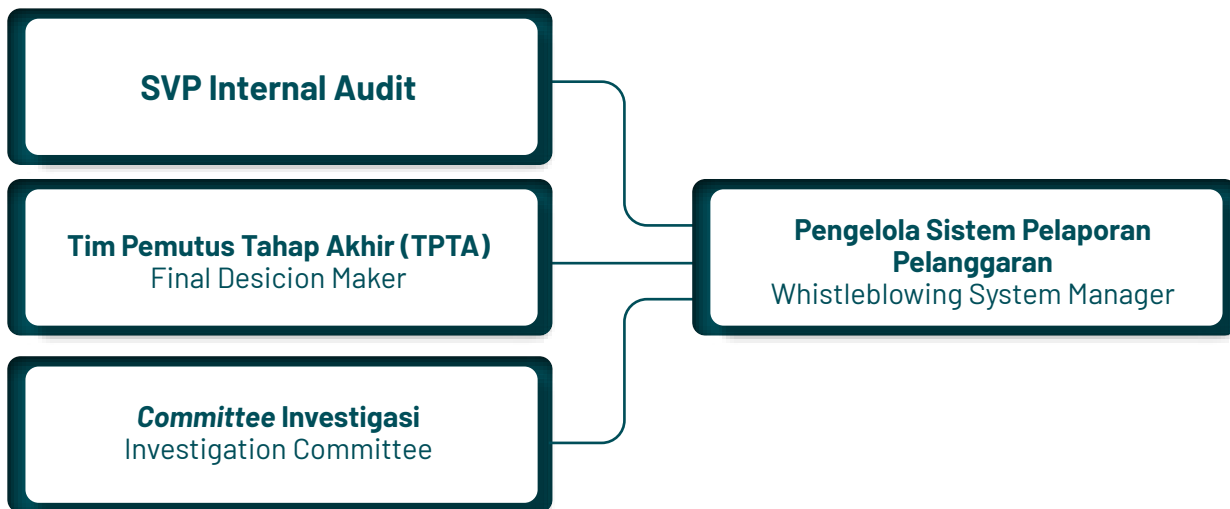 SVP Internal Audit
Tim Pemutus Tahap Akhir (TPTA)
Final Desicion Maker
Committee Investigasi
Investigation Committee
Pengelola Sistem Pelaporan
Pelanggaran
Whistleblowing System Manager